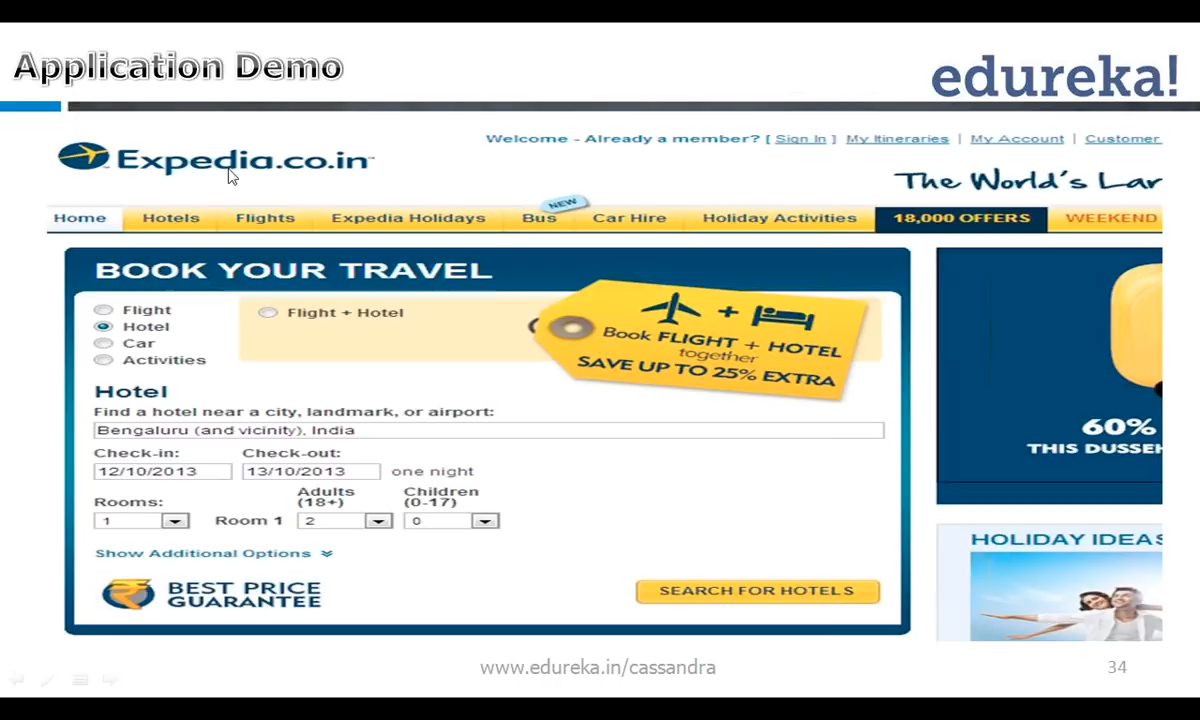 Application Demo
edureka!
Welcome - Already a member? [ Sign In ] My Itineraries | My Account | Customer
Expedia.co.in
The World's Lar
NEW
Home Hotels Flights Expedia Holidays Bus Car Hire Holiday Activities 18,000 OFFERS WEEKEND
BOOK YOUR TRAVEL
Flight
Hotel
Car
Activities
Flight + Hotel
+
Book FLIGHT + HOTEL
together
SAVE UP TO 25% EXTRA
Hotel
Find a hotel near a city, landmark, or airport:
Bengaluru (and vicinity), India
Check-in: Check-out:
12/10/2013 13/10/2013 one night
Rooms: Adults (18+) Children (0-17)
1 Room 1 2 0
Show Additional Options
BEST PRICE
GUARANTEE
SEARCH FOR HOTELS
60%
THIS DUSSEH
HOLIDAY IDEAS
www.edureka.in/cassandra
34